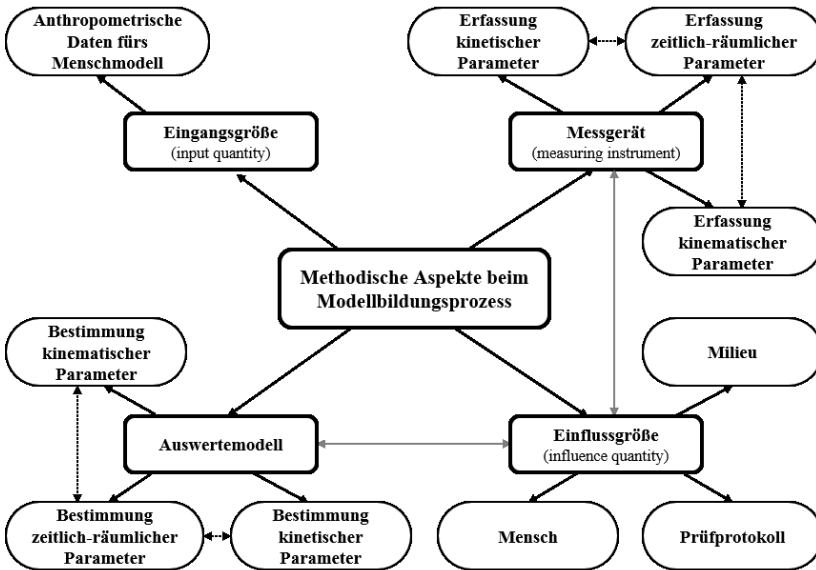 Anthropometrische
Daten fürs
Menschmodell
Erfassung
kinetischer
Parameter
Erfassung
zeitlich-räumlicher
Parameter
Eingangsgröße
(input quantity)
Messgerät
(measuring instrument)
Erfassung
kinematischer
Parameter
Methodische Aspekte beim
Modellbildungsprozess
Bestimmung
kinematischer
Parameter
Milieu
Auswertemodell
Einflussgröße
(influence quantity)
Bestimmung
zeitlich-räumlicher
Parameter
Bestimmung
kinetischer
Parameter
Mensch
Prüfprotokoll